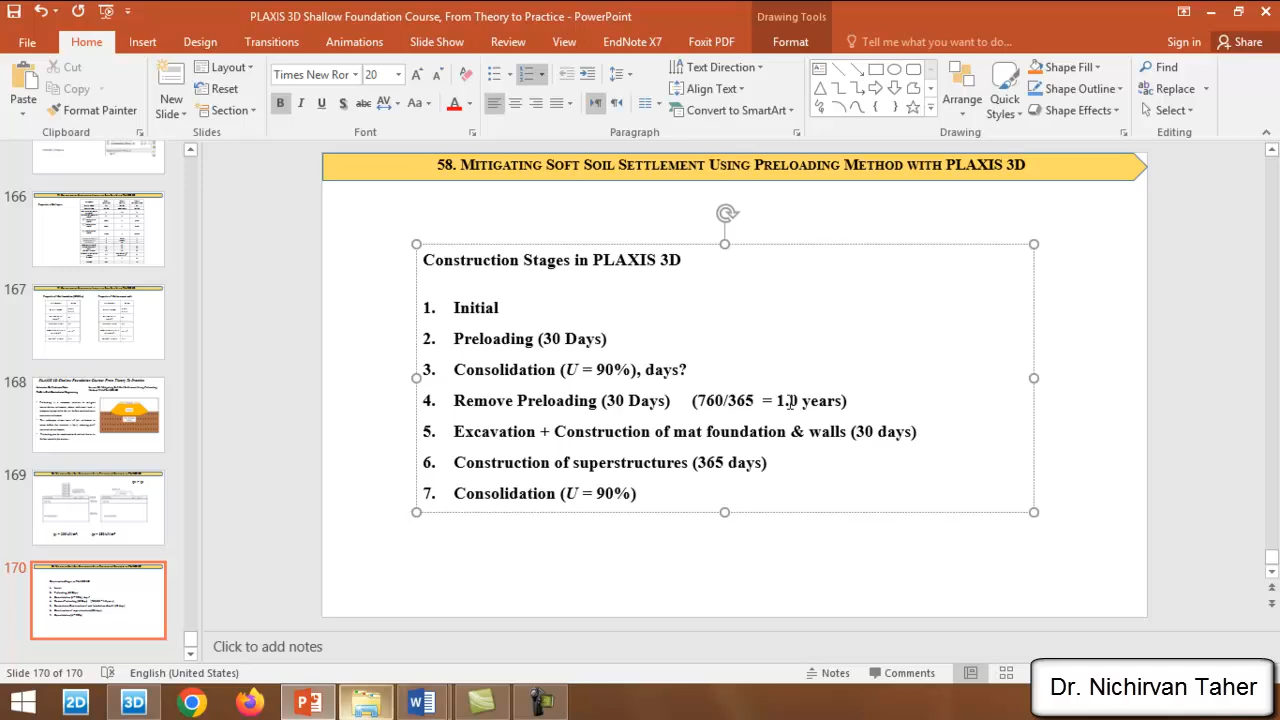 PLAXIS 3D Shallow Foundation Course, From Theory to Practice - PowerPoint
Drawing Tools
File
Home
Insert
Design
Transitions
Animations
Slide Show
Review
View
EndNote X7
Foxit PDF
Format
Tell me what you want to do...
Sign in
Share
Paste
Cut
Copy
Format Painter
Clipboard
New
Slide
Layout
Reset
Section
Slides
Times New Ror
20
Font
Text Direction
Align Text
Convert to SmartArt
Paragraph
Arrange
Quick
Styles
Shape Fill
Shape Outline
Shape Effects
Drawing
Find
Replace
Select
Editing
166
167
168
169
170
58. MITIGATING SOFT SOIL SETTLEMENT USING PRELOADING METHOD WITH PLAXIS 3D
Construction Stages in PLAXIS 3D
1. Initial
2. Preloading (30 Days)
3. Consolidation (U = 90%), days?
4. Remove Preloading (30 Days) (760/365 = 1.0 years)
5. Excavation + Construction of mat foundation & walls (30 days)
6. Construction of superstructures (365 days)
7. Consolidation (U = 90%)
Click to add notes
Slide 170 of 170
English (United States)
Notes
Comments
2D
3D
Dr. Nichirvan Taher